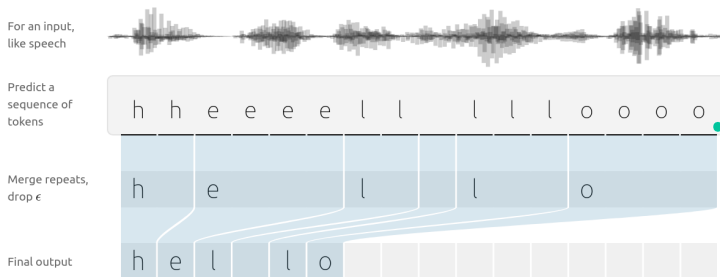 For an input,
like speech
Predict a
sequence of
tokens
h h e e e e l l l l l o o o o
Merge repeats,
drop ϵ
h e l l o
Final output
h e l l o